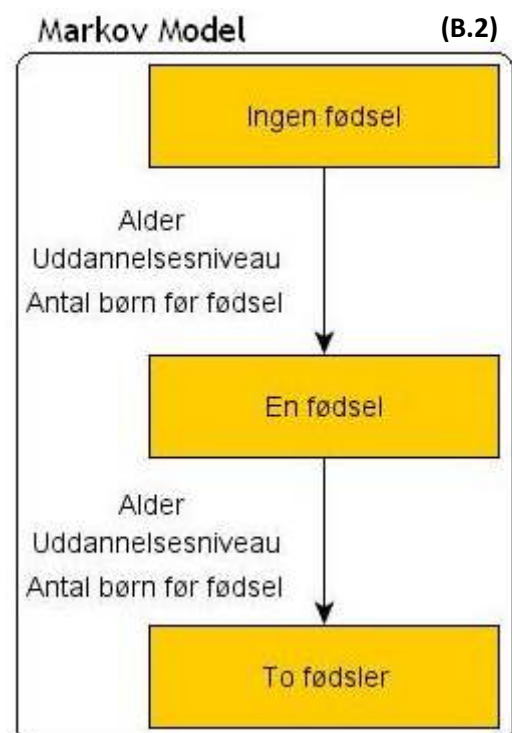 Markov Model (B.2)
Ingen fødsel
Alder
Uddannelsesniveau
Antal børn før fødsel
En fødsel
Alder
Uddannelsesniveau
Antal børn før fødsel
To fødsler